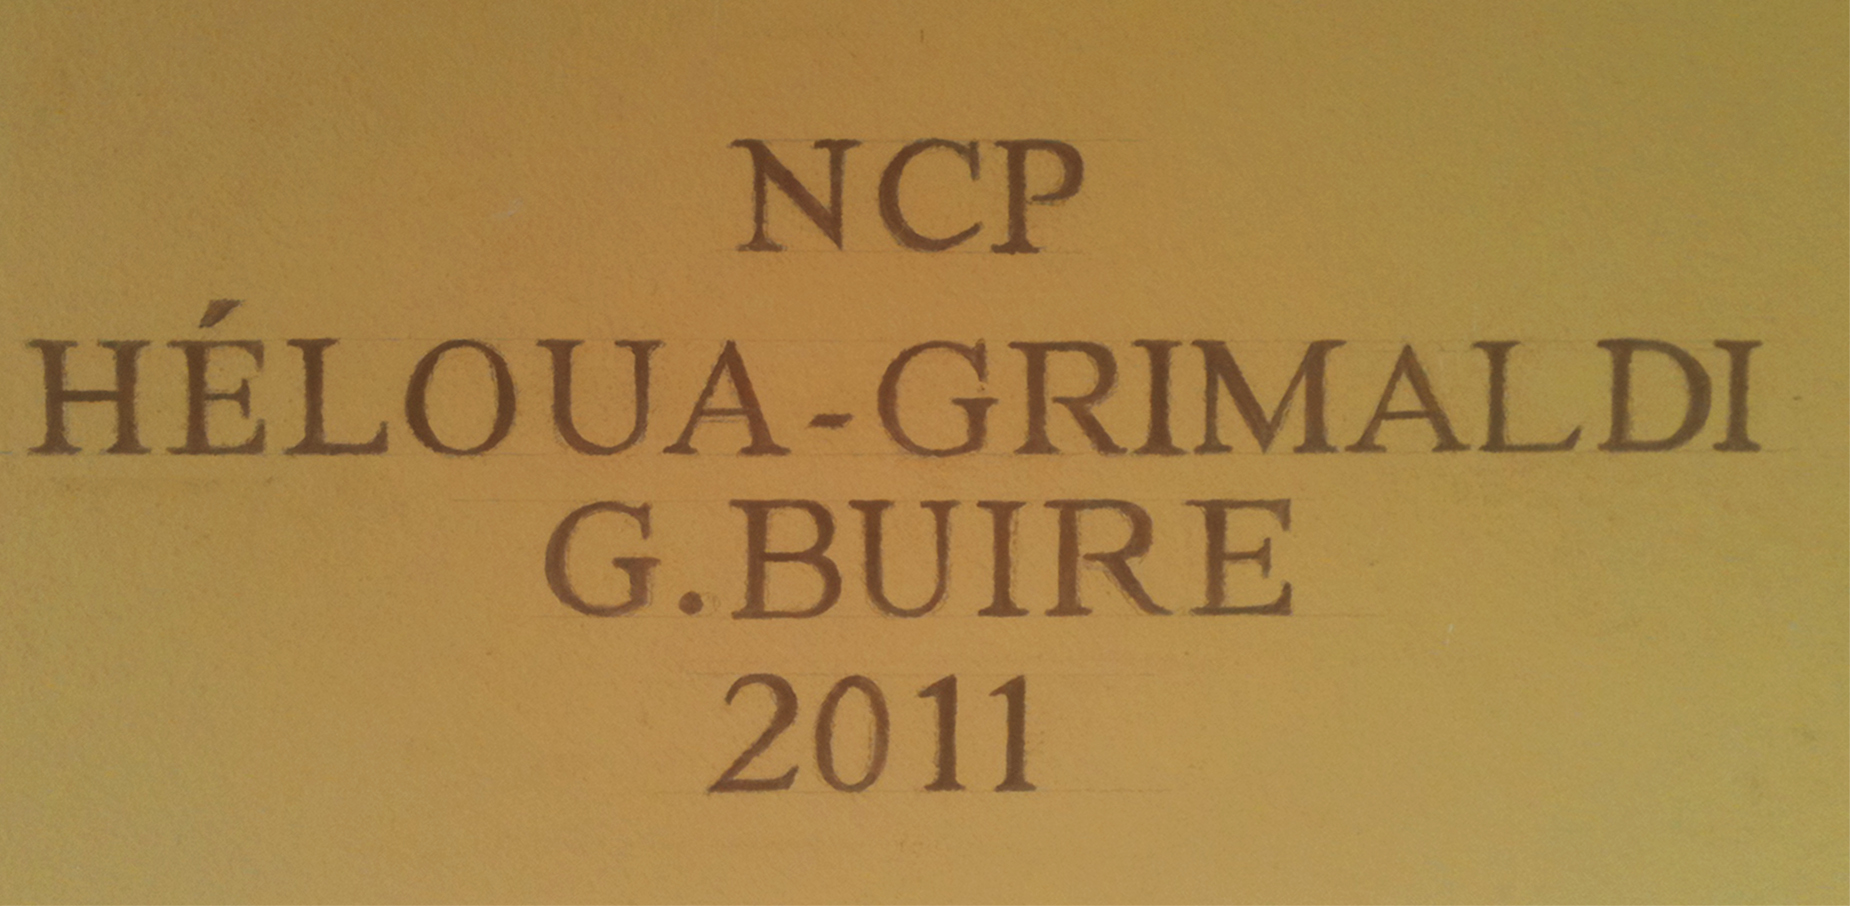 NCP
HÉLOUA-GRIMALDI
G.BUIRE
2011